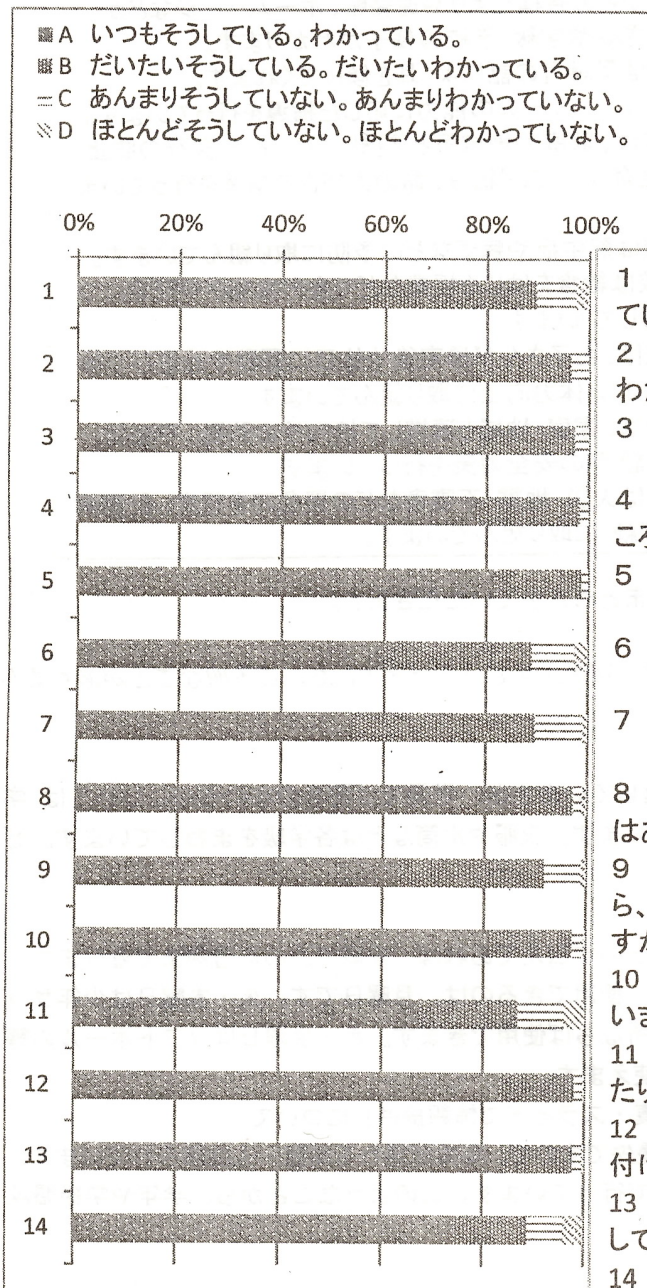 A いつもそうしている。わかっている。
B だいたいそうしている。だいたいわかっている。
C あんまりそうしていない。あんまりわかっていない。
D ほとんどそうしていない。ほとんどわかっていない。
0% 20% 40% 60% 80% 100%
1
2
3
4
5
6
7
8
9
10
11
12
13
14
1
てい
2
わか
3
4
ころ
5
6
7
8
はあ
9
ら、
すか
10
いま
11
たり
12
付け
13
して
14